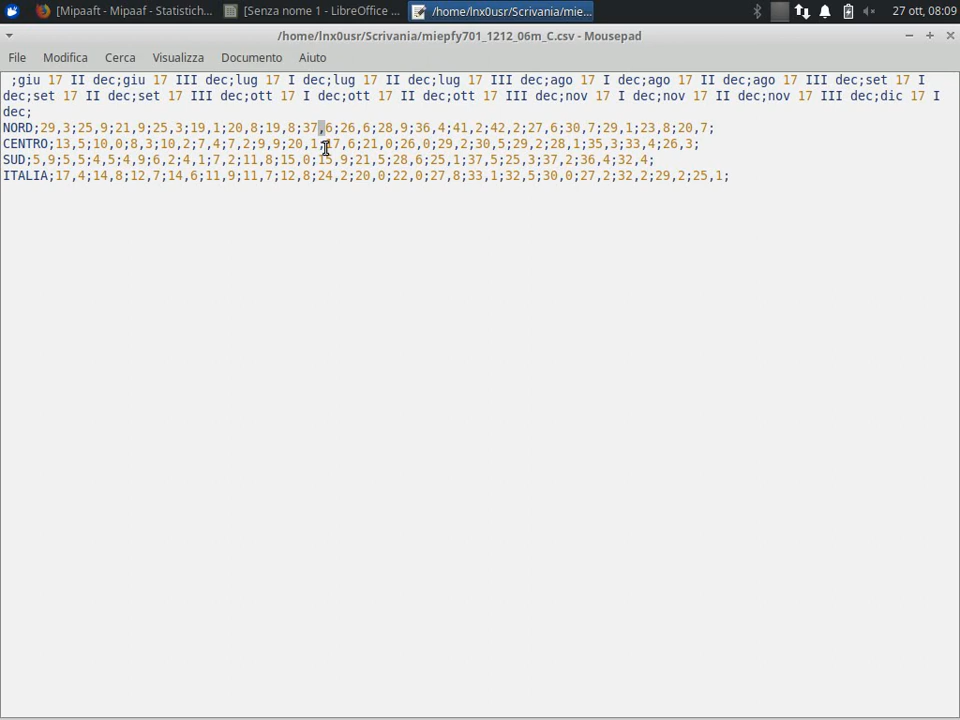 [Mipaaft - Mipaaf - Statistich... [Senza nome 1 - LibreOffice ... /home/lnx0usr/Scrivania/mie... 27 ott, 08:09
/home/lnx0usr/Scrivania/miepfy701_1212_06m_C.csv - Mousepad
File Modifica Cerca Visualizza Documento Aiuto
;giu 17 II dec;giu 17 III dec;lug 17 I dec;lug 17 II dec;lug 17 III dec;ago 17 I dec;ago 17 II dec;ago 17 III dec;set 17 I
dec;set 17 II dec;set 17 III dec;ott 17 I dec;ott 17 II dec;ott 17 III dec;nov 17 I dec;nov 17 II dec;nov 17 III dec;dic 17 I
dec;
NORD;29,3;25,9;21,9;25,3;19,1;20,8;19,8;37,6;26,6;28,9;36,4;41,2;42,2;27,6;30,7;29,1;23,8;20,7;
CENTRO;13,5;10,0;8,3;10,2;7,4;7,2;9,9;20,1;17,6;21,0;26,0;29,2;30,5;29,2;28,1;35,3;33,4;26,3;
SUD;5,9;5,5;4,5;4,9;6,2;4,1;7,2;11,8;15,0;15,9;21,5;28,6;25,1;37,5;25,3;37,2;36,4;32,4;
ITALIA;17,4;14,8;12,7;14,6;11,9;11,7;12,8;24,2;20,0;22,0;27,8;33,1;32,5;30,0;27,2;32,2;29,2;25,1;